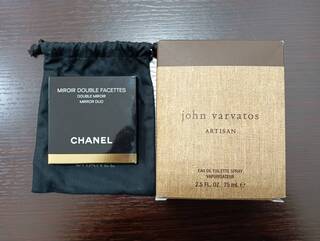 MIROIR DOUBLE FACETTES
DOUBLE MIROIR
MIRROR DUO
CHANEL
john varvatos
ARTISAN
EAU DE TOILETTE SPRAY
VAPORISATEUR
2.5 FL. OZ. 75 ml ℮